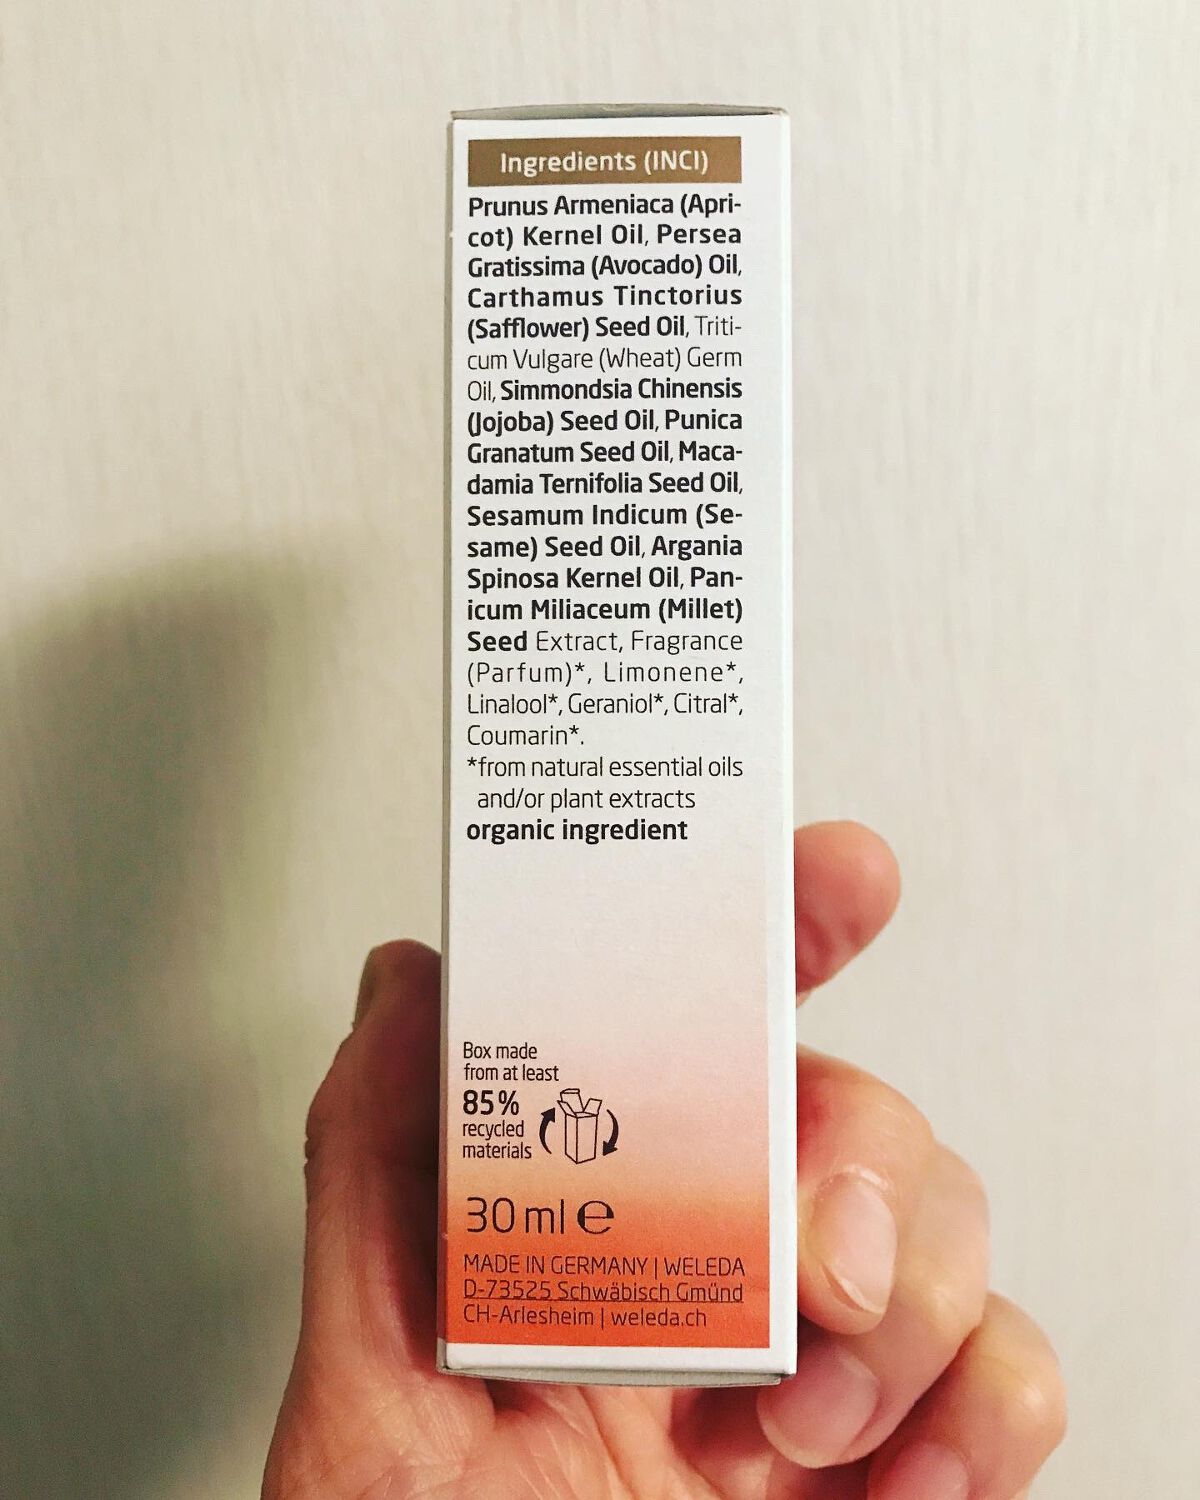 Ingredients (INCI)
Prunus Armeniaca (Apri-
cot) Kernel Oil, Persea
Gratissima (Avocado) Oil,
Carthamus Tinctorius
(Safflower) Seed Oil, Triti-
cum Vulgare (Wheat) Germ
Oil, Simmondsia Chinensis
(Jojoba) Seed Oil, Punica
Granatum Seed Oil, Maca-
damia Ternifolia Seed Oil,
Sesamum Indicum (Se-
same) Seed Oil, Argania
Spinosa Kernel Oil, Pan-
icum Miliaceum (Millet)
Seed Extract, Fragrance
(Parfum)*, Limonene*,
Linalool*, Geraniol*, Citral*,
Coumarin*.
*from natural essential oils
and/or plant extracts
organic ingredient
Box made
from at least
85%
recycled
materials
30 ml e
MADE IN GERMANY | WELEDA
D-73525 Schwäbisch Gmünd
CH-Arlesheim | weleda.ch